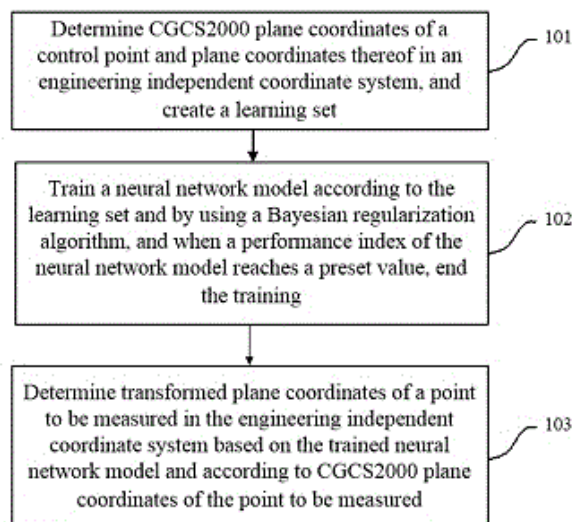 Determine CGCS2000 plane coordinates of a
control point and plane coordinates thereof in an
engineering independent coordinate system, and
create a learning set
101
Train a neural network model according to the
learning set and by using a Bayesian regularization
algorithm, and when a performance index of the
neural network model reaches a preset value, end
the training
102
Determine transformed plane coordinates of a point
to be measured in the engineering independent
coordinate system based on the trained neural
network model and according to CGCS2000 plane
coordinates of the point to be measured
103